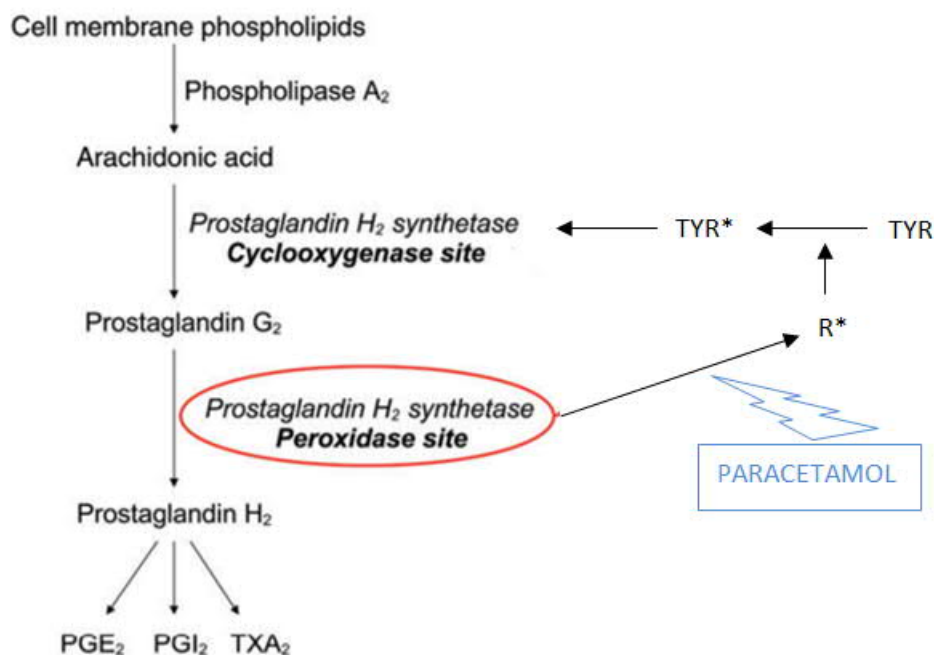 Cell membrane phospholipids
Phospholipase A₂
Arachidonic acid
Prostaglandin H₂ synthetase
Cyclooxygenase site
TYR*
TYR
Prostaglandin G₂
R*
Prostaglandin H₂ synthetase
Peroxidase site
PARACETAMOL
Prostaglandin H₂
PGE₂ PGI₂ TXA₂